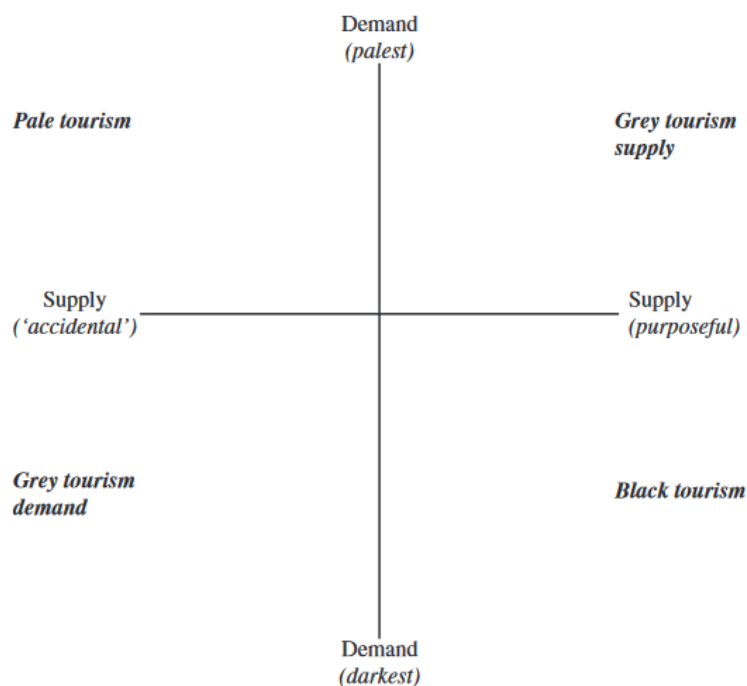 Demand
(palest)
Pale tourism
Grey tourism
supply
Supply
(‘accidental’)
Supply
(purposeful)
Grey tourism
demand
Black tourism
Demand
(darkest)